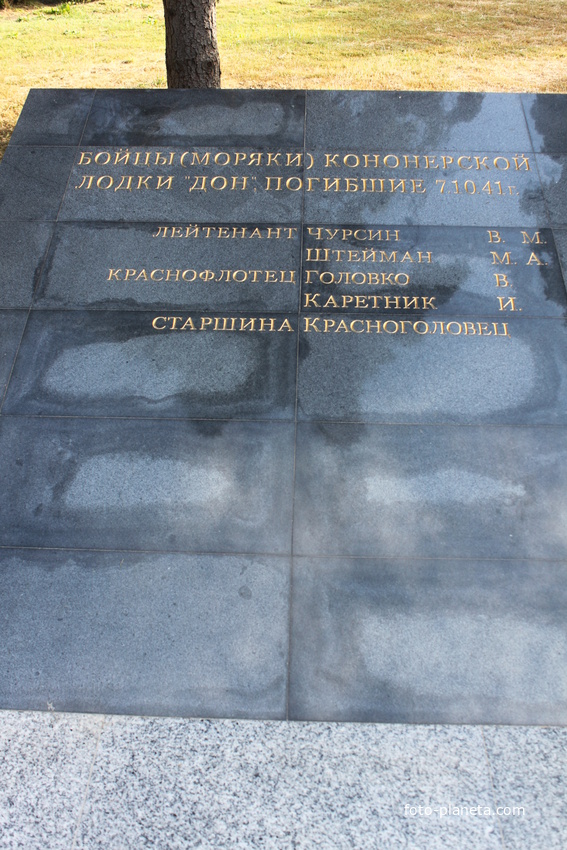 БОЙЦЫ (МОРЯКИ) КОНОНЕРСКОЙ
ЛОДКИ "ДОН", ПОГИБШИЕ 7.10.41 г.
ЛЕЙТЕНАНТ ЧУРСИН В. М.
ШТЕЙМАН М. А.
КРАСНОФЛОТЕЦ ГОЛОВКО В.
КАРЕТНИК И.
СТАРШИНА КРАСНОГОЛОВЕЦ
foto-planeta.com